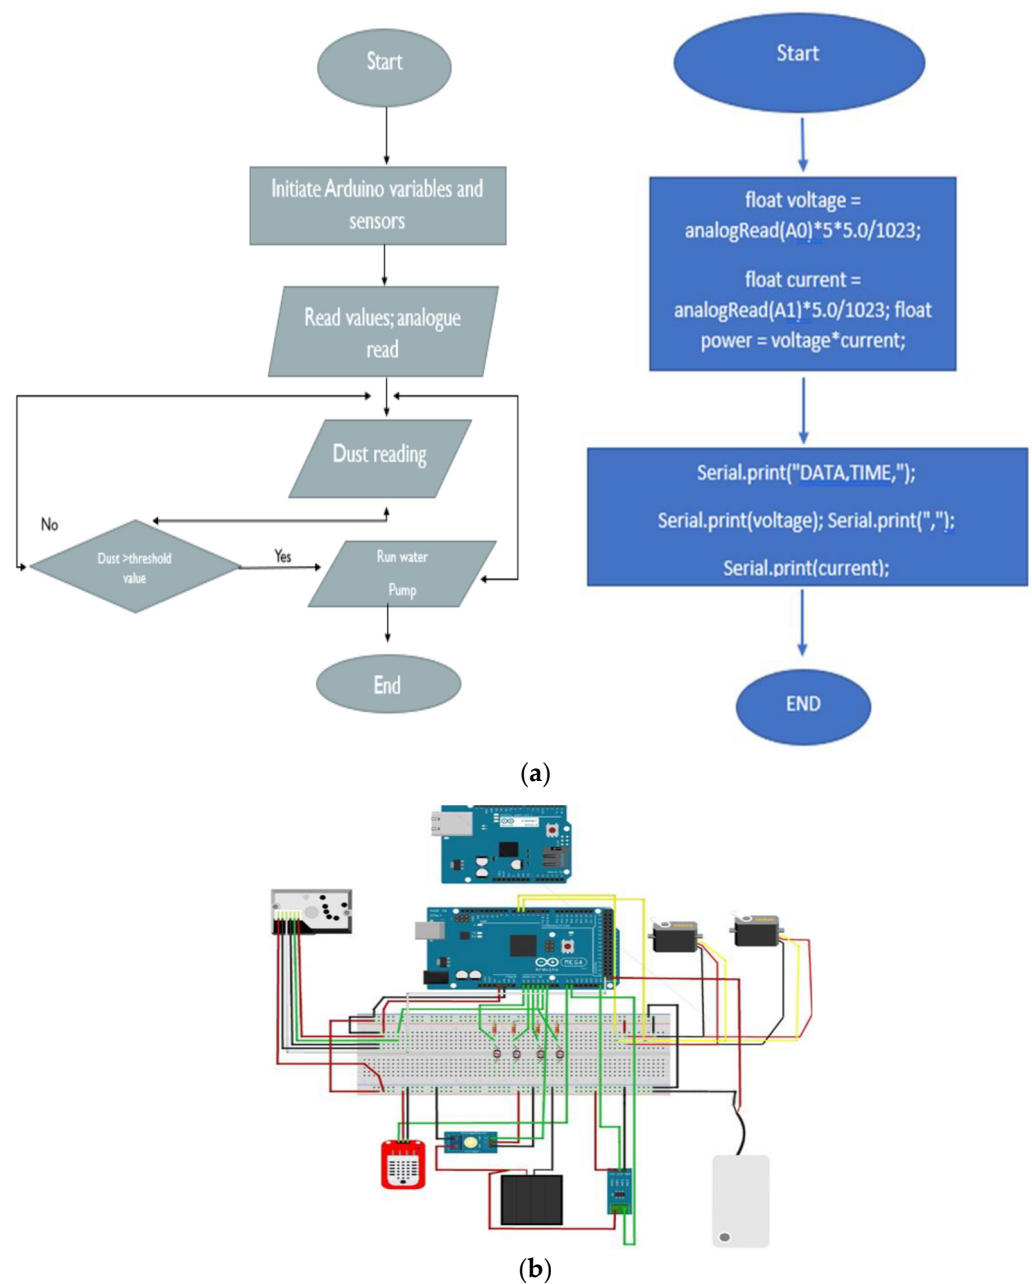 Start
Initiate Arduino variables and
sensors
Read values; analogue
read
Dust reading
No
Dust >threshold
value
Yes
Run water
Pump
End
Start
float voltage =
analogRead(A0)*5*5.0/1023;
float current =
analogRead(A1)*5.0/1023; float
power = voltage*current;
Serial.print("DATA,TIME,");
Serial.print(voltage); Serial.print(",");
Serial.print(current);
END
(a)
MEGA
(b)